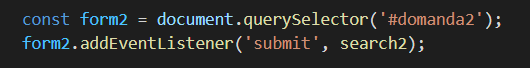 const form2 = document.querySelector('#domanda2');
form2.addEventListener('submit', search2);